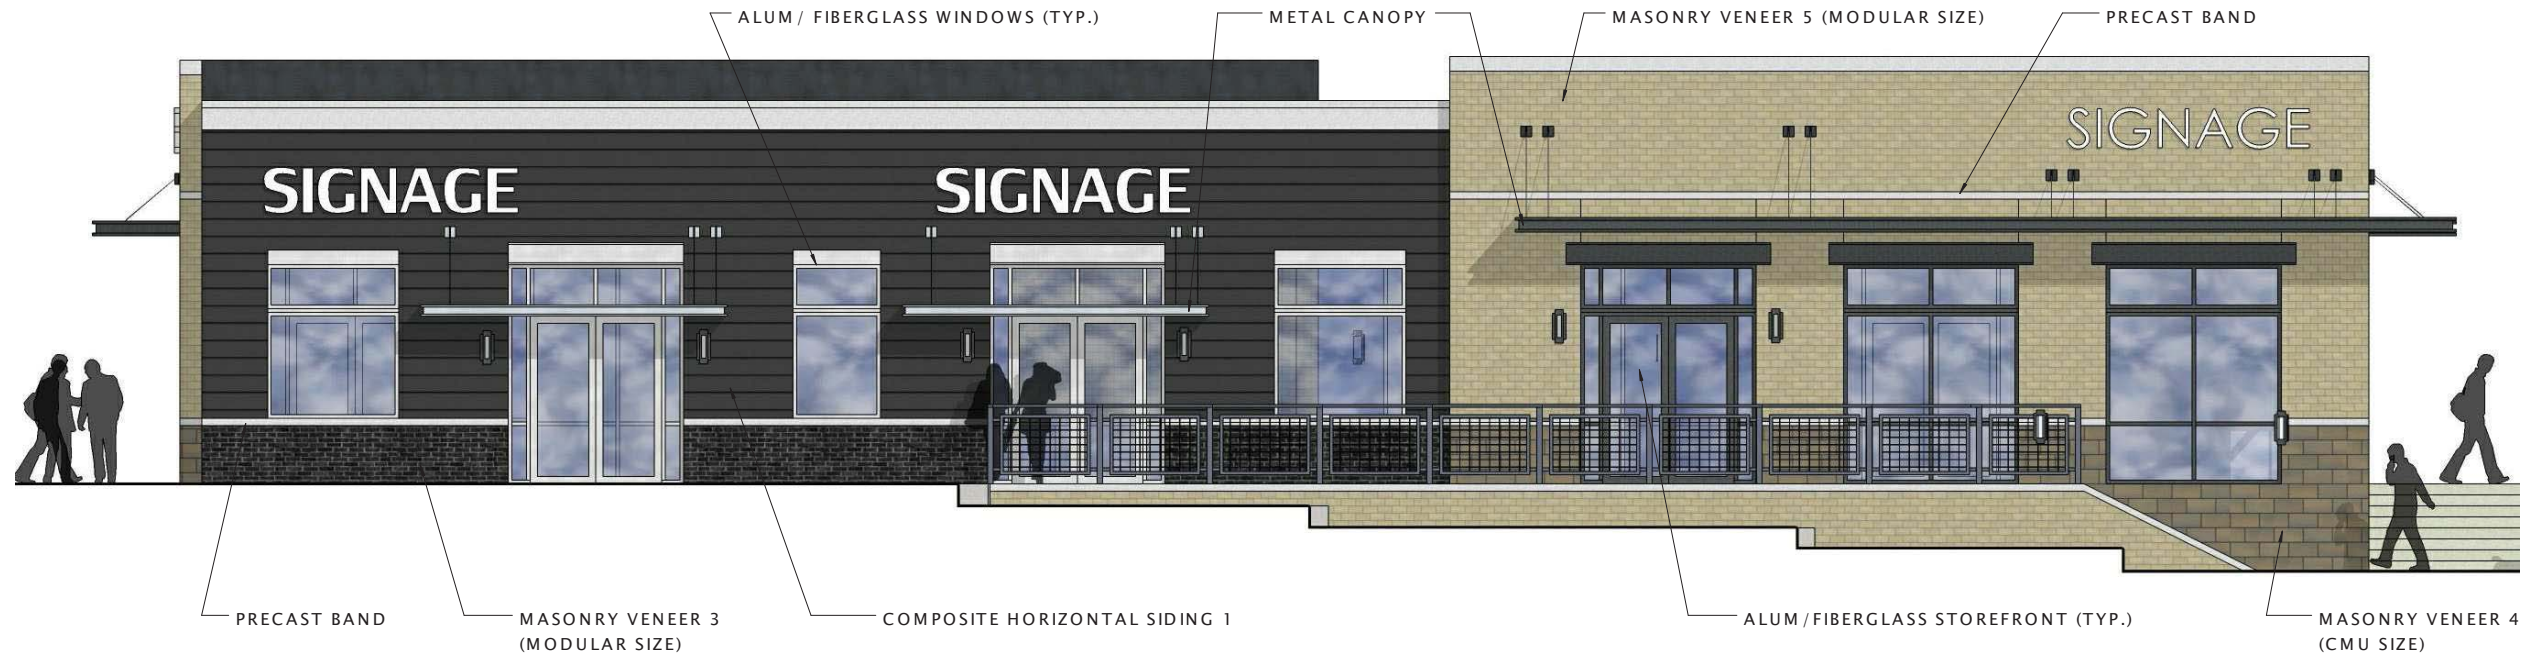 ALUM/ FIBERGLASS WINDOWS (TYP.)
METAL CANOPY
MASONRY VENEER 5 (MODULAR SIZE)
PRECAST BAND
SIGNAGE
SIGNAGE
SIGNAGE
PRECAST BAND
MASONRY VENEER 3
(MODULAR SIZE)
COMPOSITE HORIZONTAL SIDING 1
ALUM/FIBERGLASS STOREFRONT (TYP.)
MASONRY VENEER 4
(CMU SIZE)